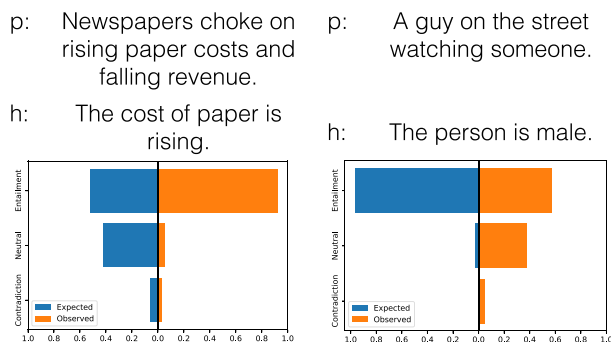 p: Newspapers choke on
rising paper costs and
falling revenue.
h: The cost of paper is
rising.
Entailment
Neutral
Contradiction
Expected
Observed
1.0 0.8 0.6 0.4 0.2 0.0 0.2 0.4 0.6 0.8 1.0
p: A guy on the street
watching someone.
h: The person is male.
Entailment
Neutral
Contradiction
Expected
Observed
1.0 0.8 0.6 0.4 0.2 0.0 0.2 0.4 0.6 0.8 1.0